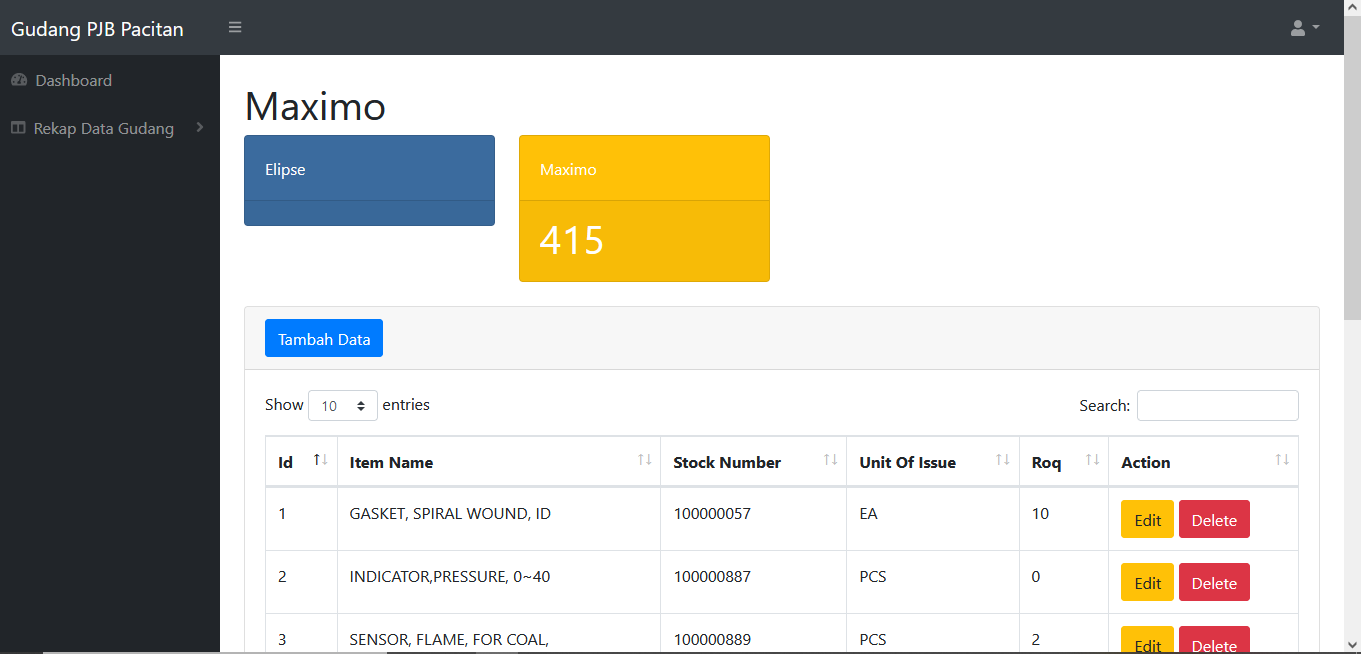 Gudang PJB Pacitan
Dashboard
Rekap Data Gudang
Maximo
Elipse
Maximo
415
Tambah Data
Show 10 entries
Search:
Id Item Name Stock Number Unit Of Issue Roq Action
1 GASKET, SPIRAL WOUND, ID 100000057 EA 10 Edit Delete
2 INDICATOR,PRESSURE, 0~40 100000887 PCS 0 Edit Delete
3 SENSOR, FLAME, FOR COAL, 100000889 PCS 2 Edit Delete